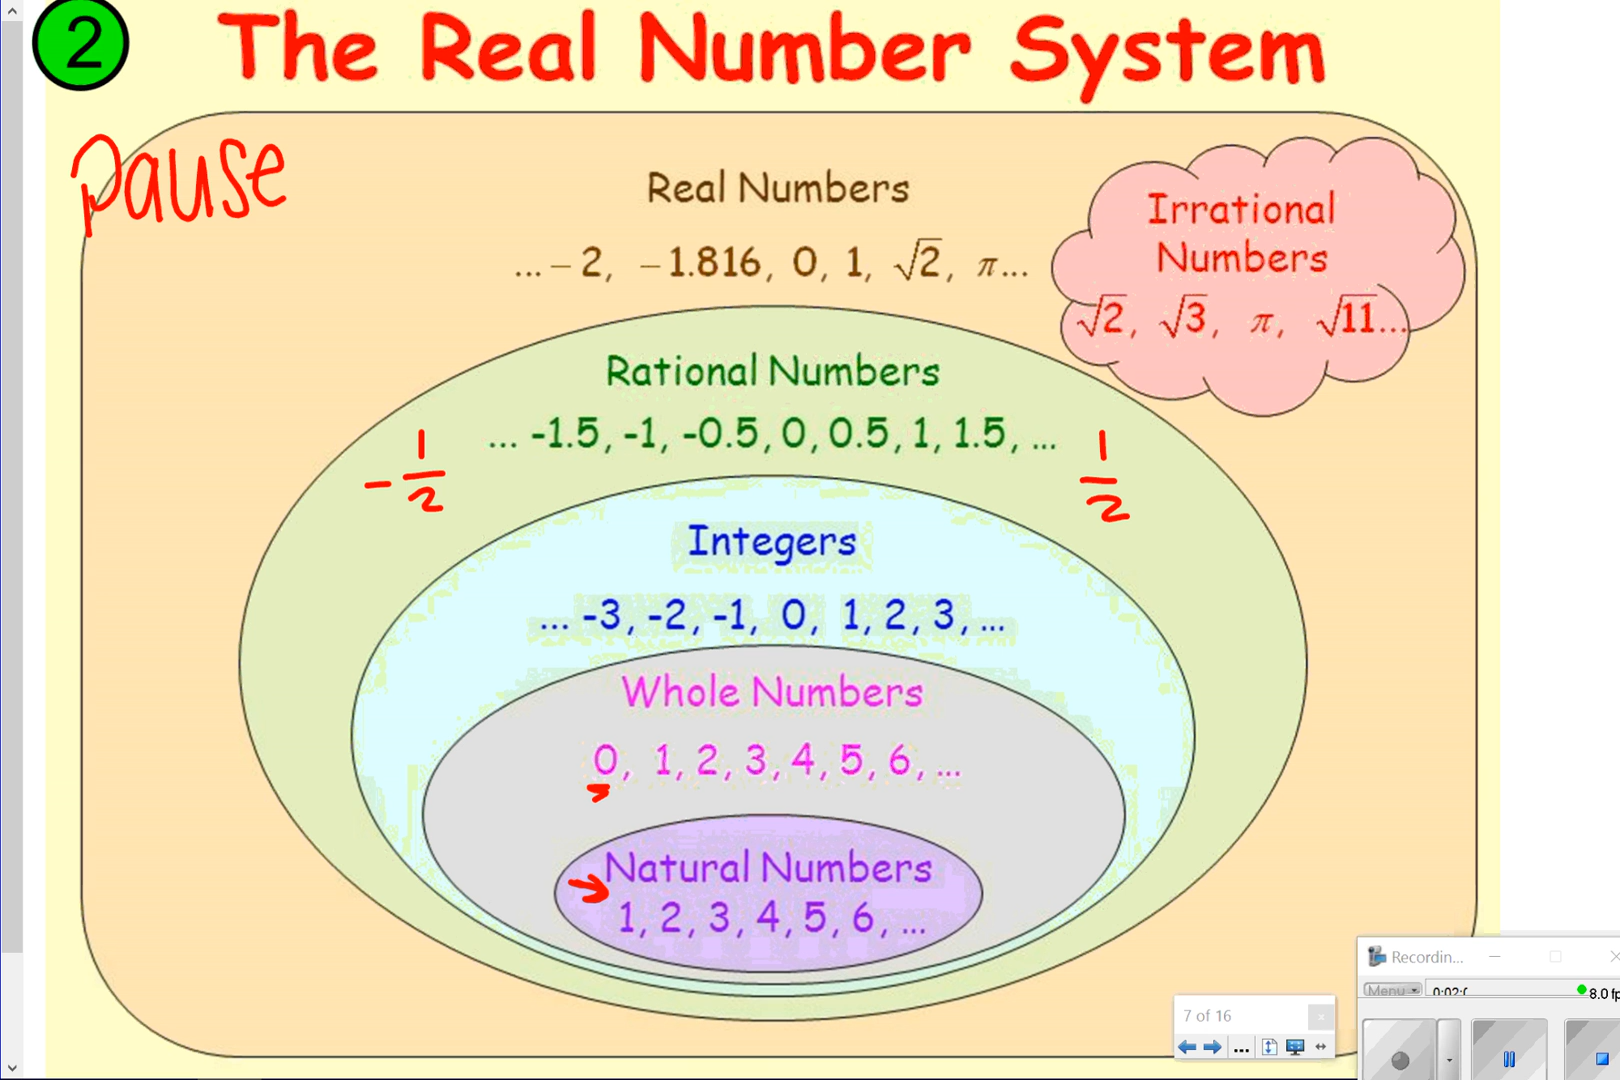 2 The Real Number System
Pause
Real Numbers
...−2, −1.816, 0, 1, √2, π...
Irrational
Numbers
√2, √3, π, √11...
Rational Numbers
... -1.5, -1, -0.5, 0, 0.5, 1, 1.5, ...
-1/2
1/2
Integers
... -3, -2, -1, 0, 1, 2, 3, ...
Whole Numbers
0, 1, 2, 3, 4, 5, 6, ...
Natural Numbers
1, 2, 3, 4, 5, 6, ...
Recordin...
Menu
8.0 fp
7 of 16